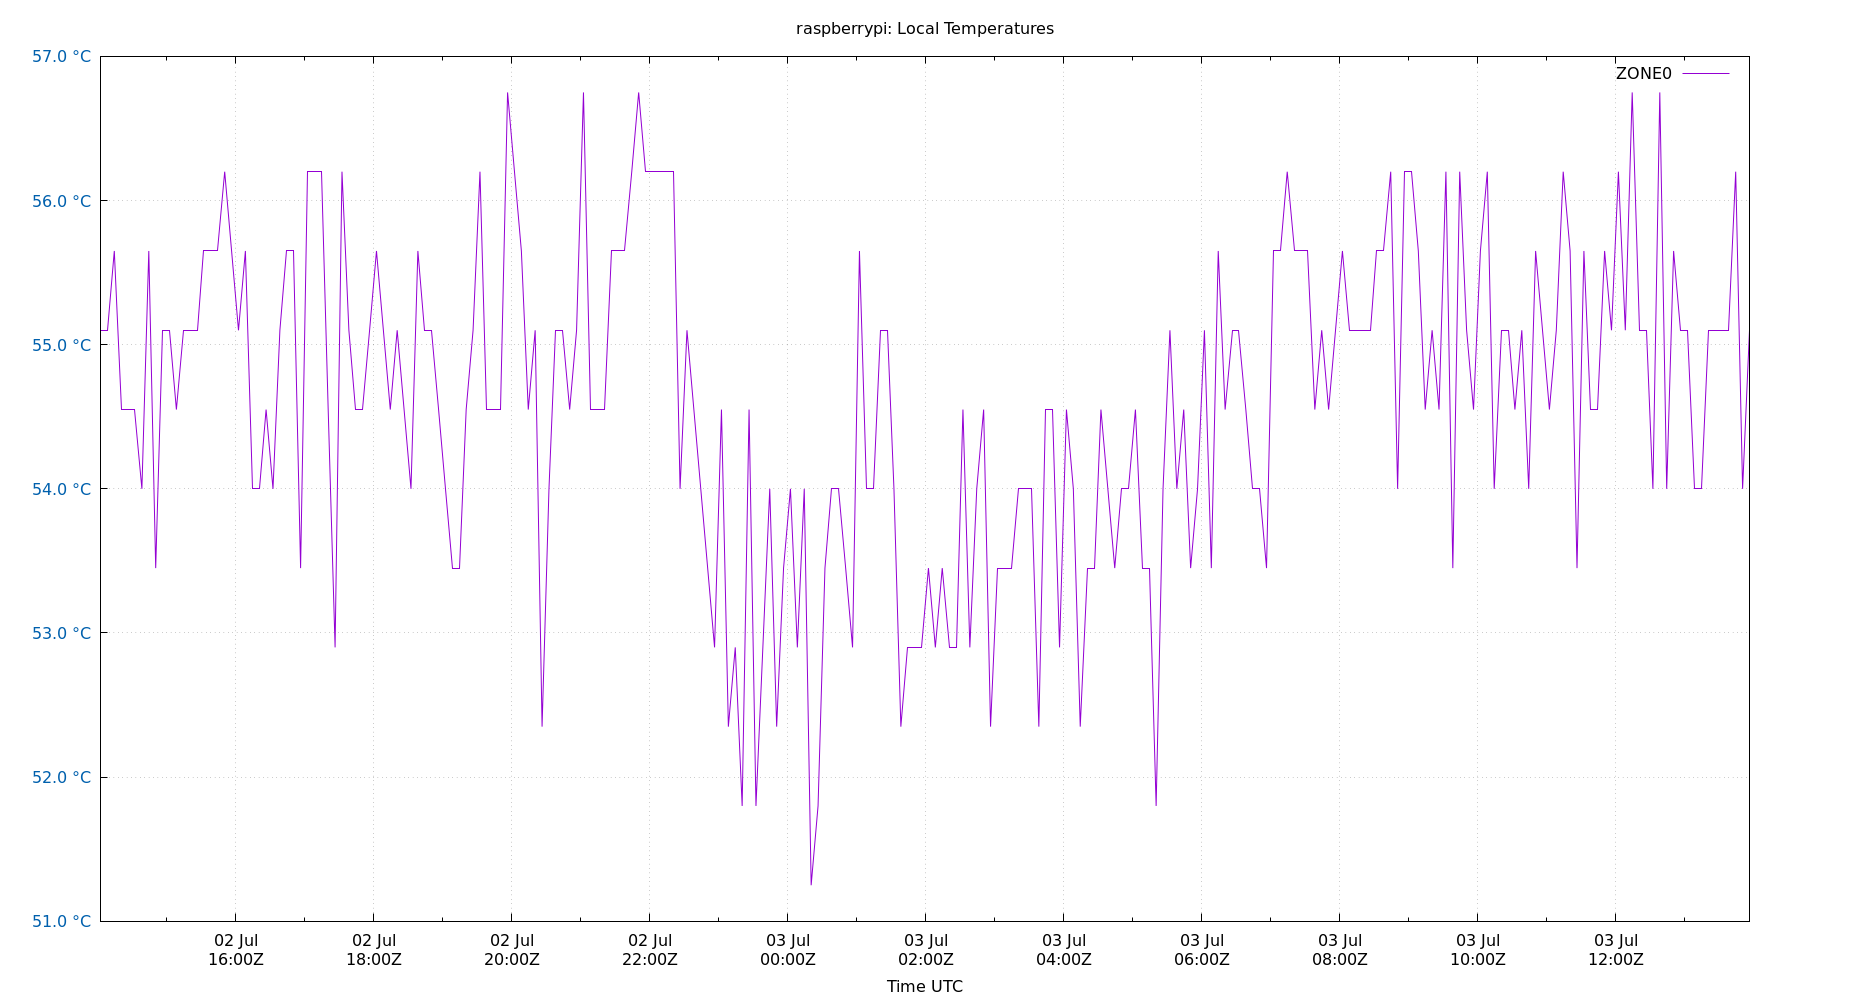 raspberrypi: Local Temperatures
57.0 °C
56.0 °C
55.0 °C
54.0 °C
53.0 °C
52.0 °C
51.0 °C
ZONE0
02 Jul
16:00Z
02 Jul
18:00Z
02 Jul
20:00Z
02 Jul
22:00Z
03 Jul
00:00Z
03 Jul
02:00Z
03 Jul
04:00Z
03 Jul
06:00Z
03 Jul
08:00Z
03 Jul
10:00Z
03 Jul
12:00Z
Time UTC